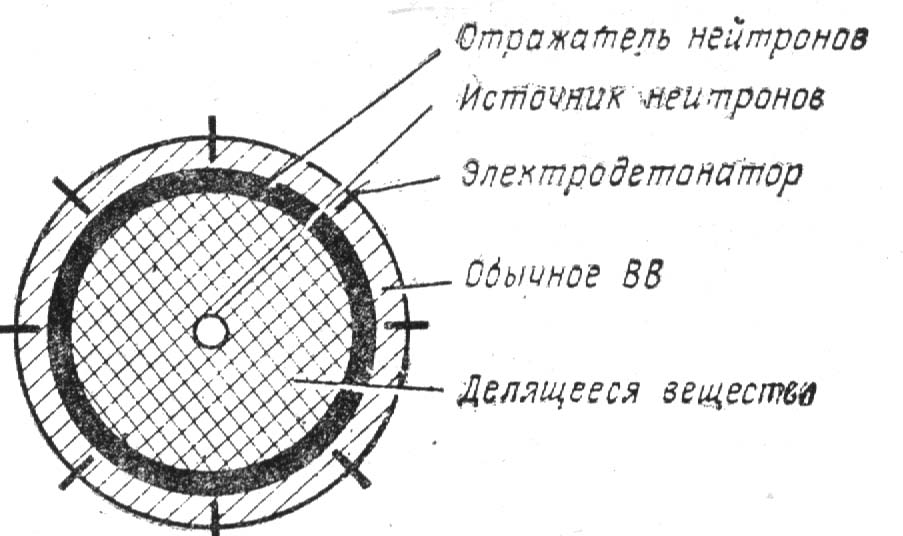 Отражатель нейтронов
Источник нейтронов
Электродетонатор
Обычное ВВ
Делящееся вещество